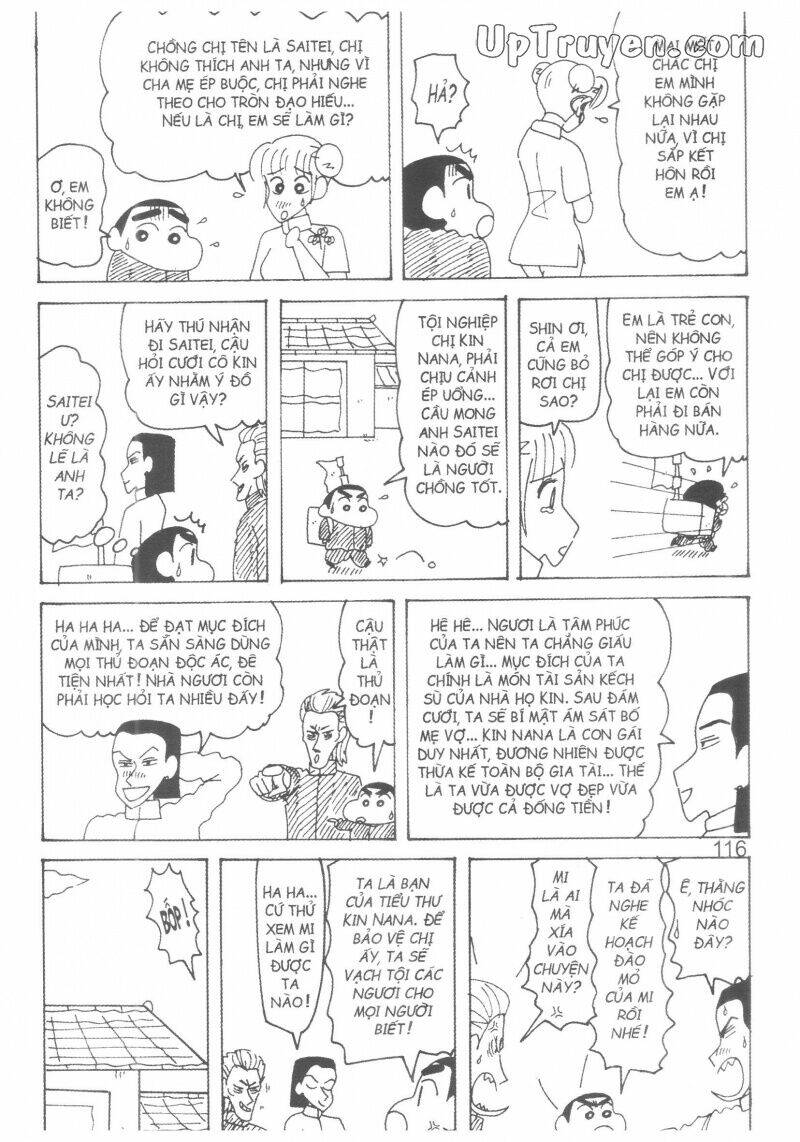 UpTruyen.com
MAI MỐT
CHẮC CHỊ
EM MÌNH
KHÔNG GẶP
LẠI NHAU
NỮA, VÌ CHỊ
SẮP KẾT
HÔN RỒI
EM Ạ!
HẢ?
CHỒNG CHỊ TÊN LÀ SAITEI, CHỊ
KHÔNG THÍCH ANH TA, NHƯNG VÌ
CHA MẸ ÉP BUỘC, CHỊ PHẢI NGHE
THEO CHO TRÒN ĐẠO HIẾU...
NẾU LÀ CHỊ, EM SẼ LÀM GÌ?
Ơ, EM
KHÔNG
BIẾT!
EM LÀ TRẺ CON,
NÊN KHÔNG
THỂ GÓP Ý CHO
CHỊ ĐƯỢC... VỚI
LẠI EM CÒN
PHẢI ĐI BÁN
HÀNG NỮA.
SHIN ƠI,
CẢ EM
CŨNG BỎ
RƠI CHỊ
SAO?
TỘI NGHIỆP
CHỊ KIN
NANA, PHẢI
CHỊU CẢNH
ÉP UỔNG...
CẦU MONG
ANH SAITEI
NÀO ĐÓ SẼ
LÀ NGƯỜI
CHỒNG TỐT.
HÃY THÚ NHẬN
ĐI SAITEI, CẬU
HỎI CƯỚI CÔ KIN
ẤY NHẰM Ý ĐỒ
GÌ VẬY?
SAITEI
Ư?
KHÔNG
LẼ LÀ
ANH
TA?
HÊ HÊ... NGƯƠI LÀ TÂM PHÚC
CỦA TA NÊN TA CHẲNG GIẤU
LÀM GÌ... MỤC ĐÍCH CỦA TA
CHÍNH LÀ MÓN TÀI SẢN KẾCH
SÙ CỦA NHÀ HỌ KIN. SAU ĐÁM
CƯỚI, TA SẼ BÍ MẬT ÁM SÁT BỐ
MẸ VỢ... KIN NANA LÀ CON GÁI
DUY NHẤT, ĐƯƠNG NHIÊN ĐƯỢC
THỪA KẾ TOÀN BỘ GIA TÀI... THẾ
LÀ TA VỪA ĐƯỢC VỢ ĐẸP VỪA
ĐƯỢC CẢ ĐỐNG TIỀN!
CẬU
THẬT
LÀ
THỦ
ĐOẠN
!
HA HA HA... ĐỂ ĐẠT MỤC ĐÍCH
CỦA MÌNH, TA SẴN SÀNG DÙNG
MỌI THỦ ĐOẠN ĐỘC ÁC, ĐÊ
TIỆN NHẤT! NHÀ NGƯƠI CÒN
PHẢI HỌC HỎI TA NHIỀU ĐẤY!
116
Ê, THẰNG
NHÓC
NÀO
ĐÂY?
TA ĐÃ
NGHE
KẾ
HOẠCH
ĐÀO
MỎ
CỦA MI
RỒI
NHÉ!
MI
LÀ AI
MÀ
XÍA
VÀO
CHUYỆN
NÀY?
TA LÀ BẠN
CỦA TIỂU THƯ
KIN NANA. ĐỂ
BẢO VỆ CHỊ
ẤY, TA SẼ
VẠCH TỘI CÁC
NGƯƠI CHO
MỌI NGƯỜI
BIẾT!
HA HA...
CỨ THỬ
XEM MI
LÀM GÌ
ĐƯỢC
TA
NÀO!
BỐP!